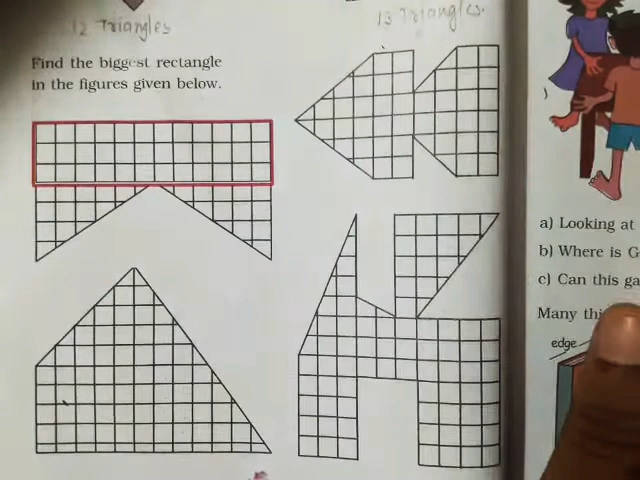 12 Triangles
13 Triangles.
Find the biggest rectangle
in the figures given below.
a) Looking at
b) Where is G
c) Can this ga
Many thi
edge